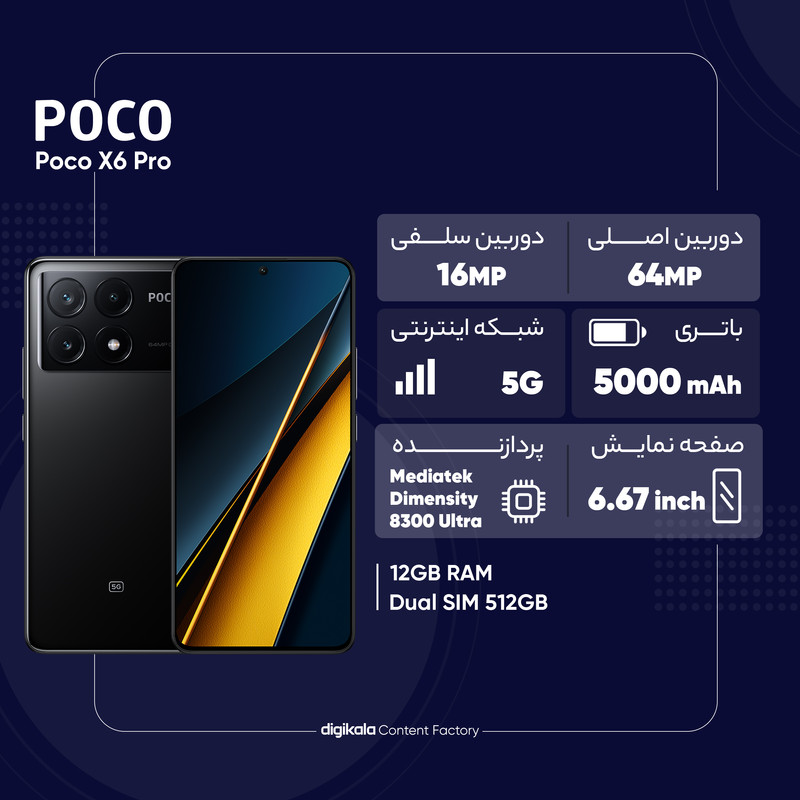 POCO
Poco X6 Pro
دوربین اصلی
64MP
دوربین سلفی
16MP
باتری
5000 mAh
شبکه اینترنتی
5G
صفحه نمایش
6.67 inch
پردازنده
Mediatek
Dimensity
8300 Ultra
12GB RAM
Dual SIM 512GB
POC
5G
digikala Content Factory